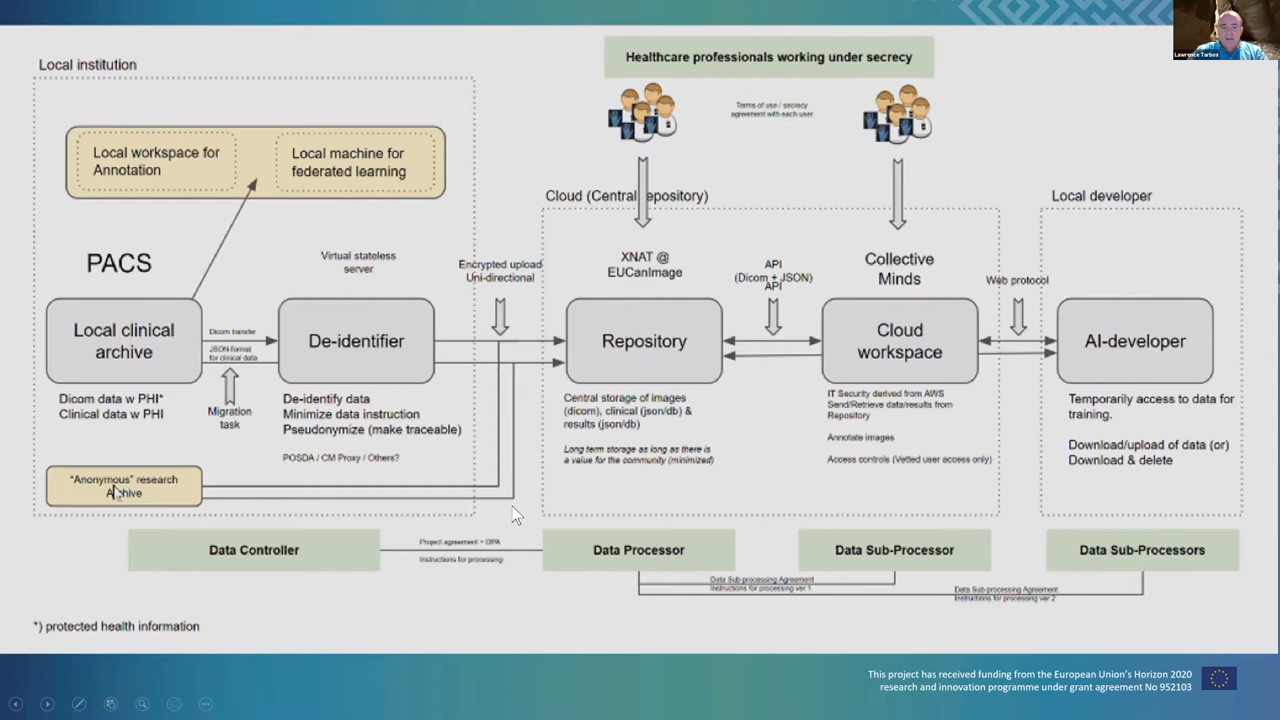 Healthcare professionals working under secrecy
Lawrence Tarbox
Local institution
Terms of use / secrecy
agreement with each user
Local workspace for
Annotation
Local machine for
federated learning
Cloud (Central repository)
Local developer
PACS
Virtual stateless
server
Encrypted upload
Uni-directional
XNAT @
EUCanImage
API
(Dicom + JSON)
API
Collective
Minds
Web protocol
Local clinical
archive
Dicom transfer
JSON-format
for clinical data
De-identifier
Repository
Cloud
workspace
AI-developer
Dicom data w PHI*
Clinical data w PHI
Migration
task
De-identify data
Minimize data instruction
Pseudonymize (make traceable)
POSDA / CM Proxy / Others?
Central storage of images
(dicom), clinical (json/db) &
results (json/db)
Long term storage as long as there is
a value for the community (minimized)
IT Security derived from AWS
Send/Retrieve data/results from
Repository
Annotate images
Access controls (Vetted user access only)
Temporarily access to data for
training.
Download/upload of data (or)
Download & delete
"Anonymous" research
Archive
Data Controller
Project agreement + DPA
Instructions for processing
Data Processor
Data Sub-Processor
Data Sub-Processors
Data Sub processing Agreement
Instructions for processing ver 1
Data Sub-processing Agreement
Instructions for processing ver 2
*) protected health information
This project has received funding from the European Union's Horizon 2020
research and innovation programme under grant agreement No 952103